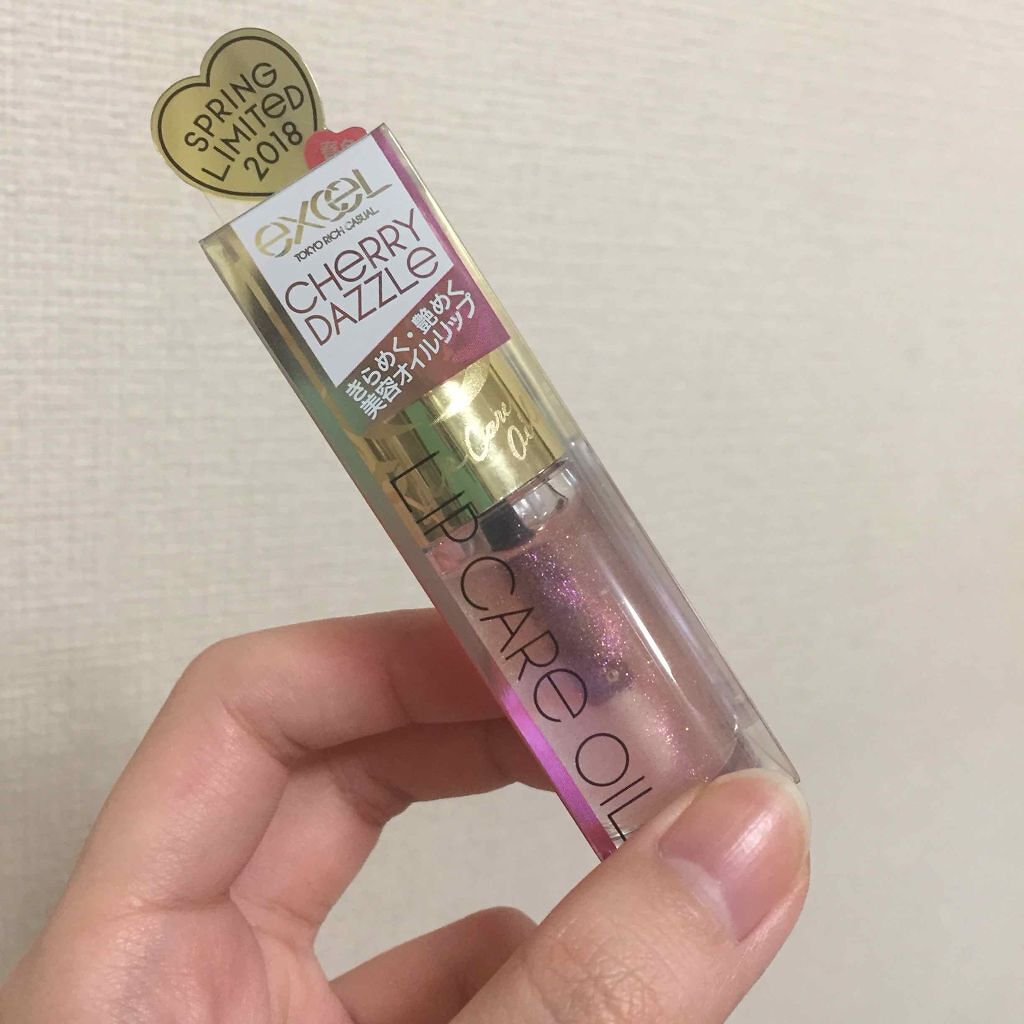 SPRING
LIMITED
2018
excel
TOKYO RICH CASUAL
CHERRY
DAZZLE
きらめく・艶めく
美容オイルリップ
Care
LIP CARE OIL